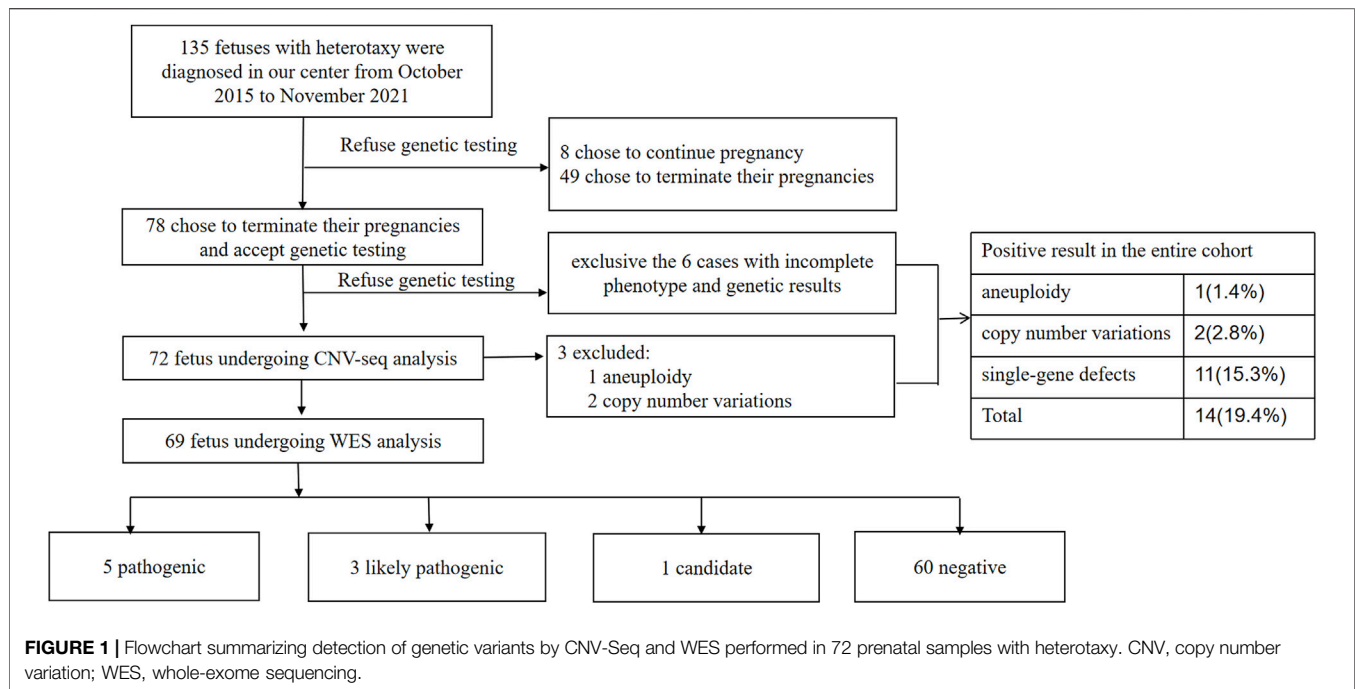 135 fetuses with heterotaxy were
diagnosed in our center from October
2015 to November 2021
Refuse genetic testing
8 chose to continue pregnancy
49 chose to terminate their pregnancies
78 chose to terminate their pregnancies
and accept genetic testing
Refuse genetic testing
exclusive the 6 cases with incomplete
phenotype and genetic results
72 fetus undergoing CNV-seq analysis
3 excluded:
1 aneuploidy
2 copy number variations
Positive result in the entire cohort
aneuploidy 1(1.4%)
copy number variations 2(2.8%)
single-gene defects 11(15.3%)
Total 14(19.4%)
69 fetus undergoing WES analysis
5 pathogenic
3 likely pathogenic
1 candidate
60 negative
FIGURE 1 | Flowchart summarizing detection of genetic variants by CNV-Seq and WES performed in 72 prenatal samples with heterotaxy. CNV, copy number
variation; WES, whole-exome sequencing.